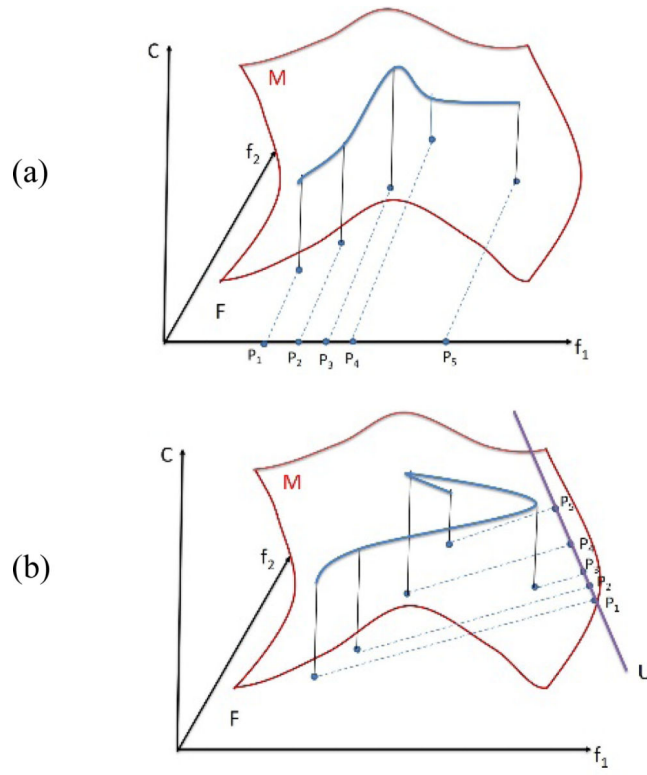 C
M
(a)
f₂
F
P₁ P₂ P₃ P₄ P₅ f₁
C
M
P₅
(b)
f₂
P₄
P₃
P₂
P₁
U
F
f₁